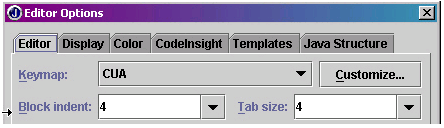 Editor Options
Editor Display Color CodeInsight Templates Java Structure
Keymap: CUA Customize...
Block indent: 4 Tab size: 4